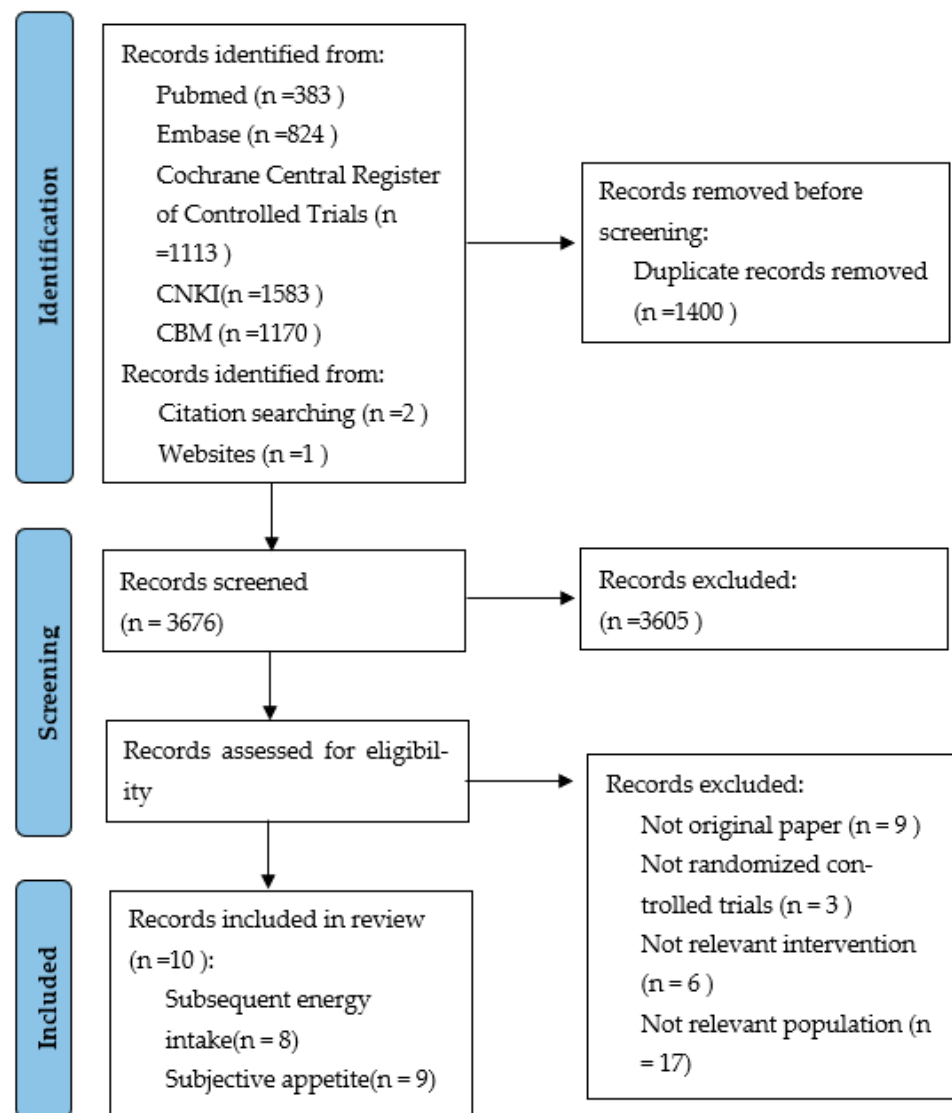 Identification
Records identified from:
Pubmed (n =383 )
Embase (n =824 )
Cochrane Central Register
of Controlled Trials (n
=1113 )
CNKI(n =1583 )
CBM (n =1170 )
Records identified from:
Citation searching (n =2 )
Websites (n =1 )
Records removed before
screening:
Duplicate records removed
(n =1400 )
Screening
Records screened
(n = 3676)
Records excluded:
(n =3605 )
Records assessed for eligibil-
ity
Records excluded:
Not original paper (n = 9 )
Not randomized con-
trolled trials (n = 3 )
Not relevant intervention
(n = 6 )
Not relevant population (n
= 17)
Included
Records included in review
(n =10 ):
Subsequent energy
intake(n = 8)
Subjective appetite(n = 9)